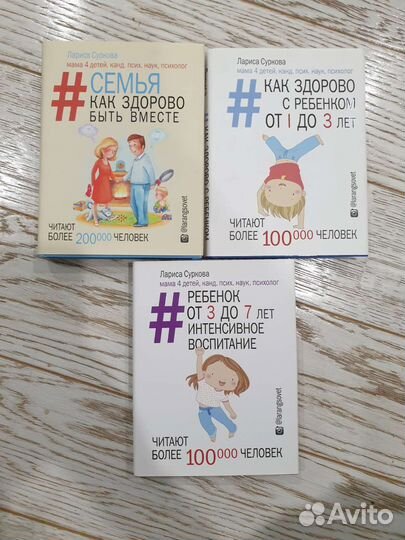 Лариса Суркова
мама 4 детей, канд. псих. наук, психолог
#СЕМЬЯ
КАК ЗДОРОВО
БЫТЬ ВМЕСТЕ
@larangsovet
ЧИТАЮТ
БОЛЕЕ 200000 ЧЕЛОВЕК
Лариса Суркова
мама 4 детей, канд. псих. наук, психолог
# КАК ЗДОРОВО
С РЕБЕНКОМ
ОТ 1 ДО 3 ЛЕТ
@larangsovet
ЧИТАЮТ
БОЛЕЕ 100000 ЧЕЛОВЕК
Лариса Суркова
мама 4 детей, канд. псих. наук, психолог
# РЕБЕНОК
ОТ 3 ДО 7 ЛЕТ
ИНТЕНСИВНОЕ
ВОСПИТАНИЕ
@larangsovet
ЧИТАЮТ
БОЛЕЕ 100000 ЧЕЛОВЕК
Avito